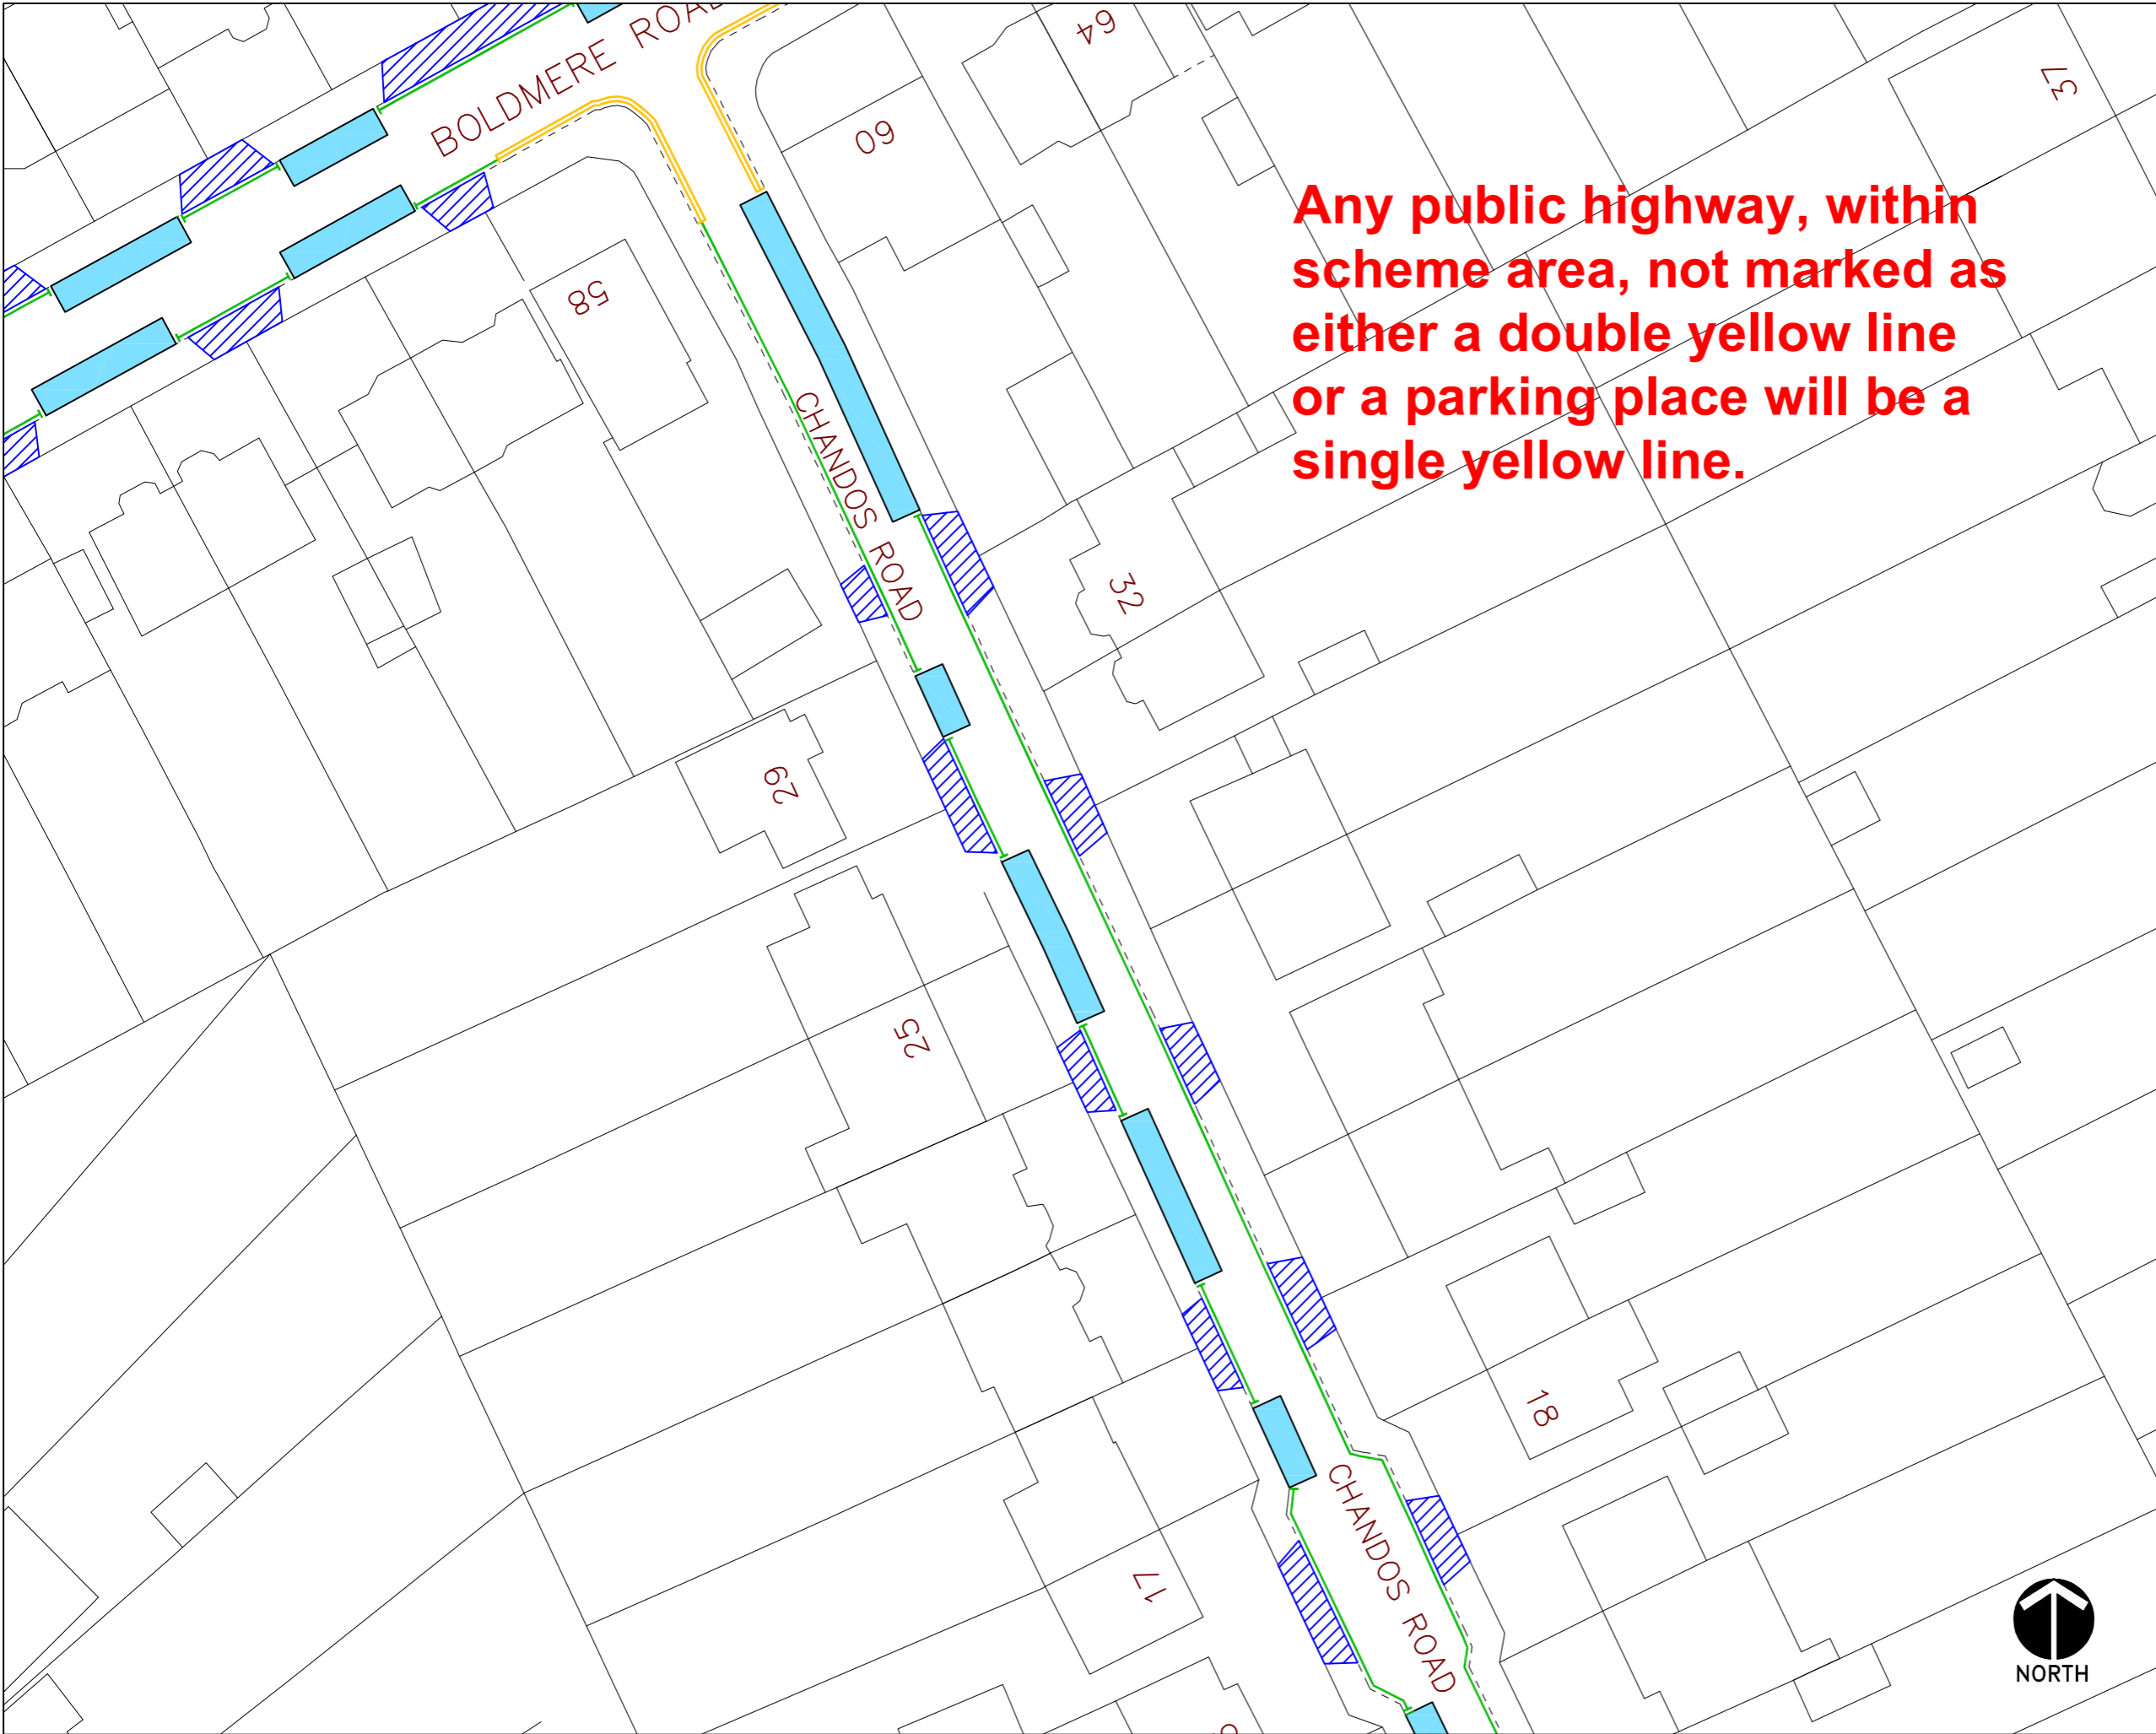 BOLDMERE ROAD
64
37
60
58
Any public highway, within
scheme area, not marked as
either a double yellow line
or a parking place will be a
single yellow line.
CHANDOS ROAD
32
29
25
18
CHANDOS ROAD
17
NORTH